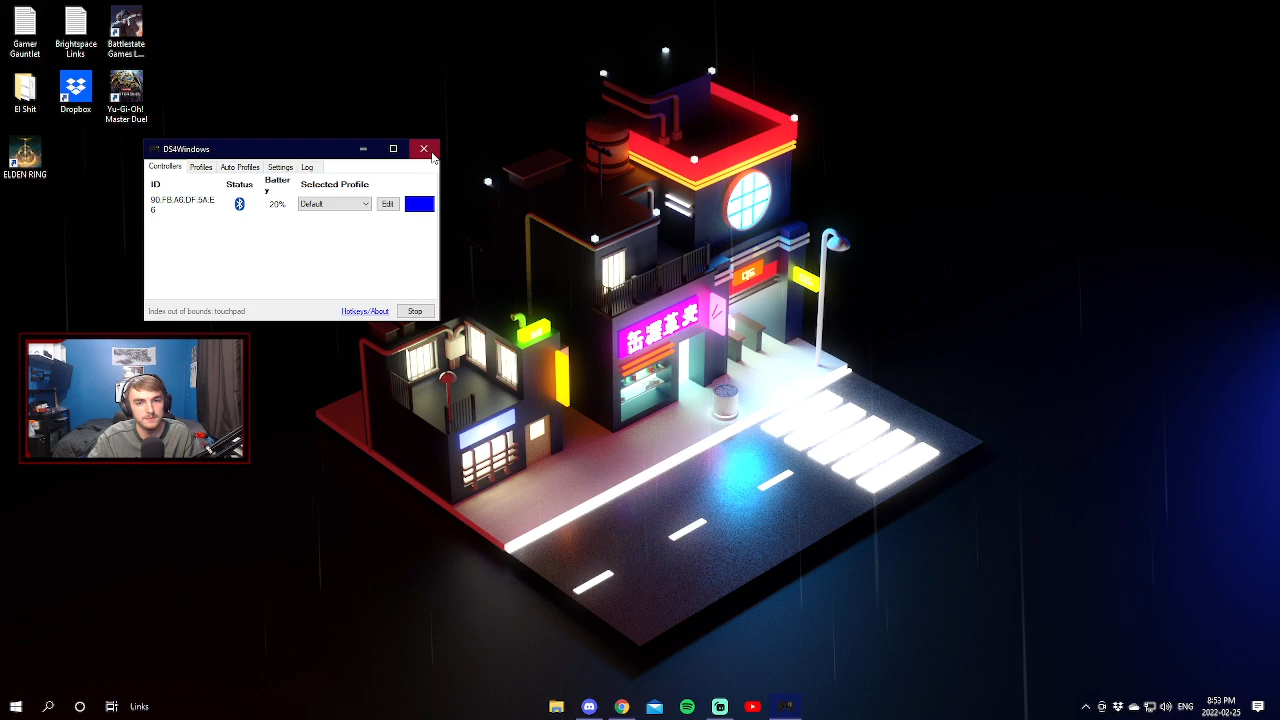 Gamer
Gauntlet
Brightspace
Links
Battlestate
Games L...
El Shit
Dropbox
Yu-Gi-Oh!
Master Duel
ELDEN RING
DS4Windows
Controllers Profiles Auto Profiles Settings Log
ID Status Batter
y Selected Profile
90:FB:A6:DF:5A:E
6 20% Default Edit
Index out of bounds: touchpad Hotkeys/About Stop
Links
8:53 PM
2022-02-25